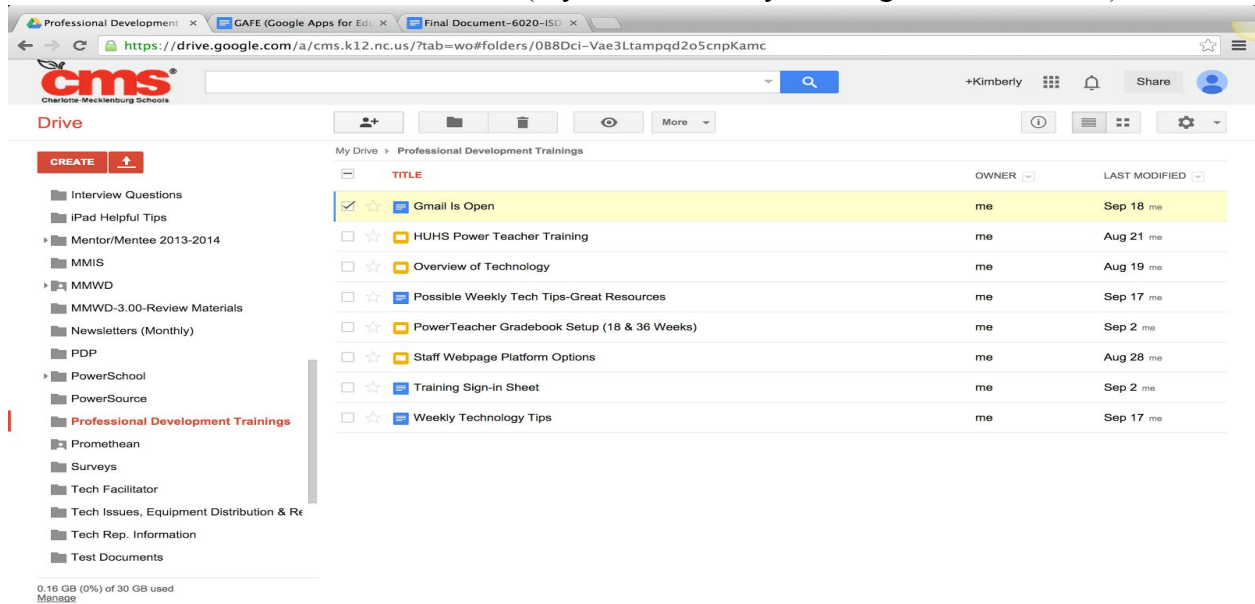 Professional Development × GAFE (Google Apps for Edu × Final Document-6020-ISD ×
https://drive.google.com/a/cms.k12.nc.us/?tab=wo#folders/0B8Dci-Vae3Ltampqd2o5cnpKamc
cms®
Charlotte-Mecklenburg Schools
+Kimberly Share
Drive
More
CREATE
My Drive ▸ Professional Development Trainings
TITLE OWNER LAST MODIFIED
Gmail Is Open me Sep 18 me
HUHS Power Teacher Training me Aug 21 me
Overview of Technology me Aug 19 me
Possible Weekly Tech Tips-Great Resources me Sep 17 me
PowerTeacher Gradebook Setup (18 & 36 Weeks) me Sep 2 me
Staff Webpage Platform Options me Aug 28 me
Training Sign-in Sheet me Sep 2 me
Weekly Technology Tips me Sep 17 me
Interview Questions
iPad Helpful Tips
Mentor/Mentee 2013-2014
MMIS
MMWD
MMWD-3.00-Review Materials
Newsletters (Monthly)
PDP
PowerSchool
PowerSource
Professional Development Trainings
Promethean
Surveys
Tech Facilitator
Tech Issues, Equipment Distribution & Re
Tech Rep. Information
Test Documents
0.16 GB (0%) of 30 GB used
Manage